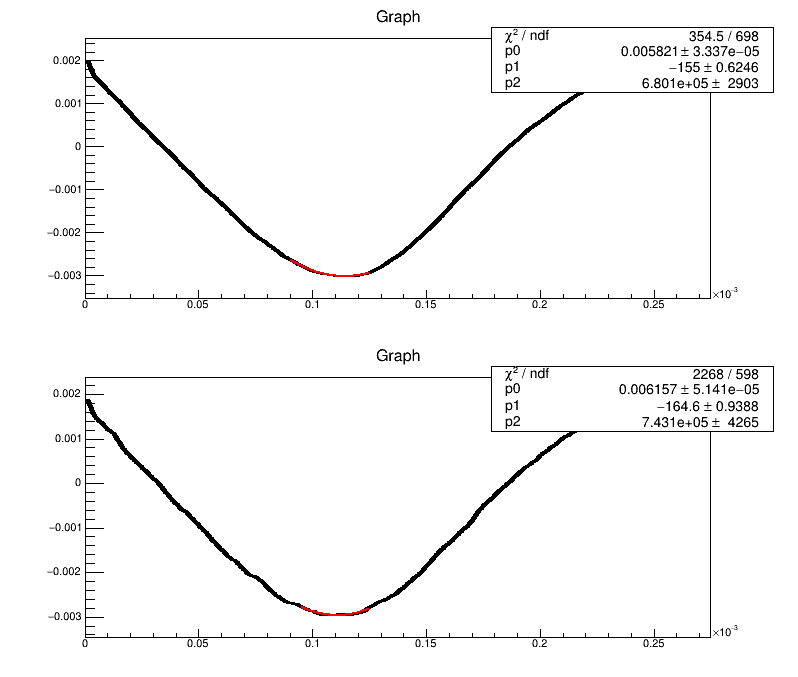 Graph
χ² / ndf 354.5 / 698
p0 0.005821 ± 3.337e−05
p1 −155 ± 0.6246
p2 6.801e+05 ± 2903
0.002
0.001
0
−0.001
−0.002
−0.003
0 0.05 0.1 0.15 0.2 0.25
×10⁻³
Graph
χ² / ndf 2268 / 598
p0 0.006157 ± 5.141e−05
p1 −164.6 ± 0.9388
p2 7.431e+05 ± 4265
0.002
0.001
0
−0.001
−0.002
−0.003
0 0.05 0.1 0.15 0.2 0.25
×10⁻³